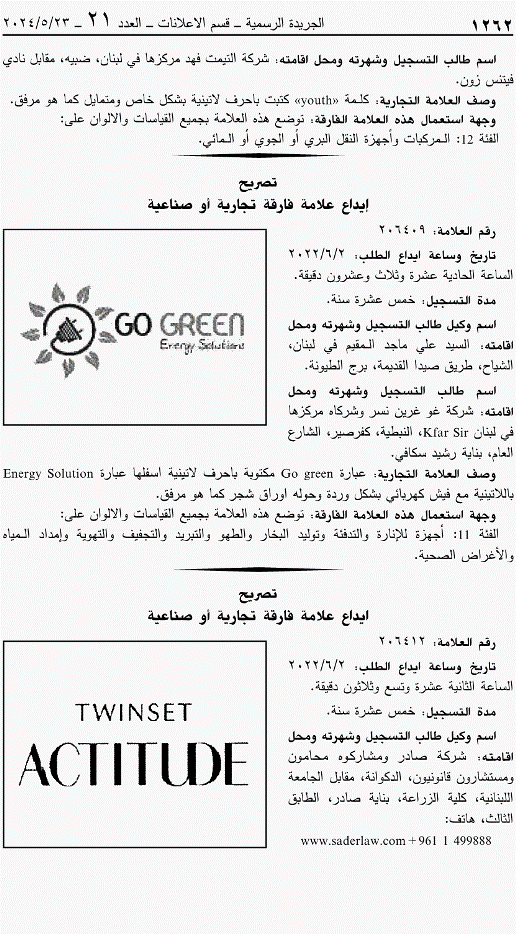 ١٢٦٢
الجريدة الرسمية ــ قسم الاعلانات ــ العدد ٢١ ــ ٢٠٢٤/٥/٢٣
اسم طالب التسجيل وشهرته ومحل اقامته: شركة التيمت فهد مركزها في لبنان، ضبيه، مقابل نادي
فيتنس زون.
وصف العلامة التجارية: كلمة «youth» كتبت باحرف لاتينية بشكل خاص ومتمايل كما هو مرفق.
وجهة استعمال هذه العلامة الفارقة: توضع هذه العلامة بجميع القياسات والالوان على:
الفئة 12: المركبات وأجهزة النقل البري أو الجوي أو المائي.
تصريح
إيداع علامة فارقة تجارية أو صناعية
رقم العلامة: ٢٠٦٤٠٩
تاريخ وساعة ايداع الطلب: ٢٠٢٢/٦/٢
الساعة الحادية عشرة وثلاث وعشرون دقيقة.
مدة التسجيل: خمس عشرة سنة.
اسم وكيل طالب التسجيل وشهرته ومحل
اقامته: السيد علي ماجد المقيم في لبنان،
الشياح، طريق صيدا القديمة، برج الطيونة.
اسم طالب التسجيل وشهرته ومحل
اقامته: شركة غو غرين نسر وشركاه مركزها
في لبنان Kfar Sir، النبطية، كفرصير، الشارع
العام، بناية رشيد سكافي.
GO GREEN
Energy Solutions
وصف العلامة التجارية: عبارة Go green مكتوبة باحرف لاتينية اسفلها عبارة Energy Solution
باللاتينية مع فيش كهربائي بشكل وردة وحوله اوراق شجر كما هو مرفق.
وجهة استعمال هذه العلامة الفارقة: توضع هذه العلامة بجميع القياسات والالوان على:
الفئة 11: أجهزة للإنارة والتدفئة وتوليد البخار والطهو والتبريد والتجفيف والتهوية وإمداد المياه
والأغراض الصحية.
تصريح
ايداع علامة فارقة تجارية أو صناعية
رقم العلامة: ٢٠٦٤١٢
تاريخ وساعة ايداع الطلب: ٢٠٢٢/٦/٢
الساعة الثانية عشرة وتسع وثلاثون دقيقة.
مدة التسجيل: خمس عشرة سنة.
اسم وكيل طالب التسجيل وشهرته ومحل
اقامته: شركة صادر ومشاركوه محامون
ومستشارون قانونيون، الدكوانة، مقابل الجامعة
اللبنانية، كلية الزراعة، بناية صادر، الطابق
الثالث، هاتف:
www.saderlaw.com +961 1 499888
TWINSET
ACTITUDE